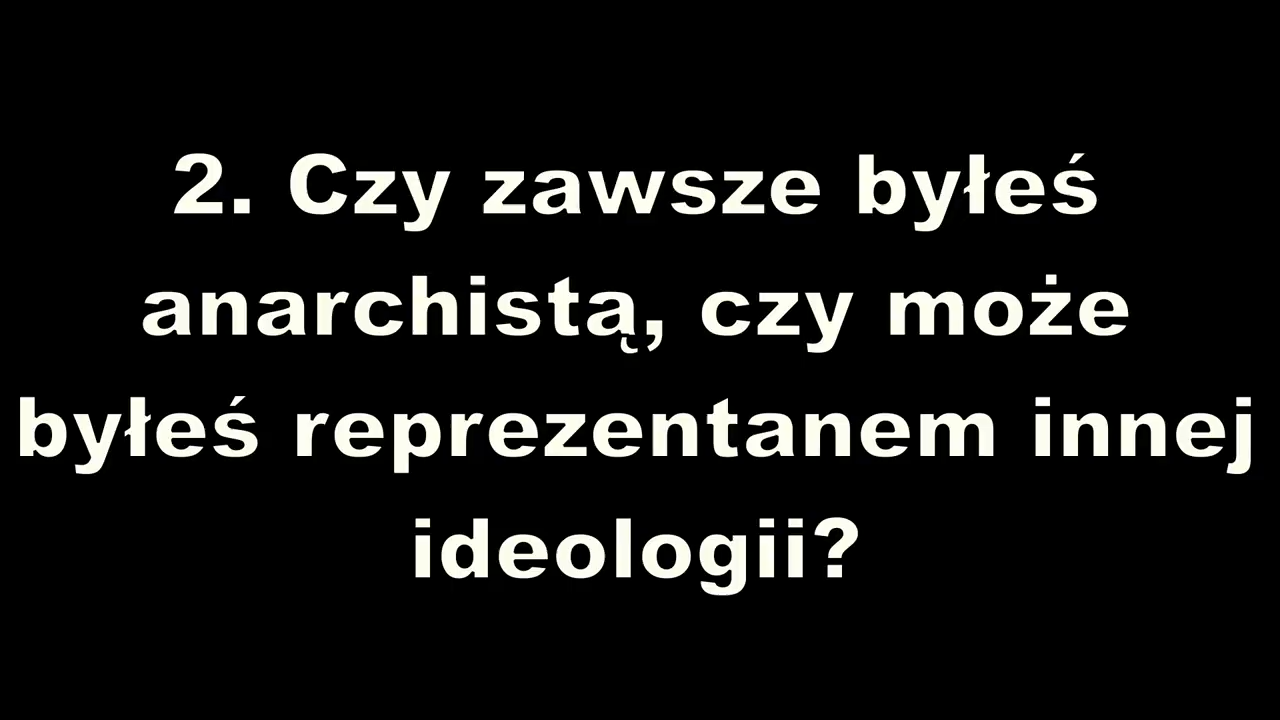 2. Czy zawsze byłeś
anarchistą, czy może
byłeś reprezentanem innej
ideologii?